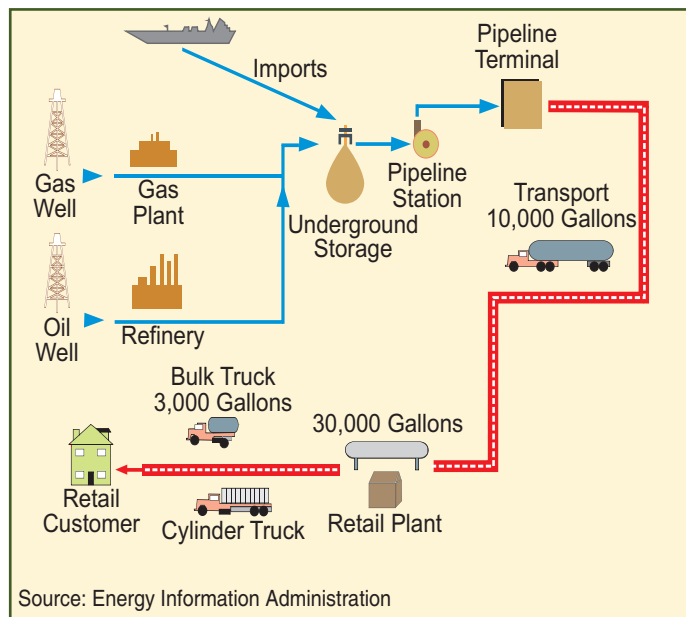 Imports
Pipeline
Terminal
Gas
Well
Gas
Plant
Underground
Storage
Pipeline
Station
Transport
10,000 Gallons
Oil
Well
Refinery
Bulk Truck
3,000 Gallons
30,000 Gallons
Retail
Customer
Cylinder Truck
Retail Plant
Source: Energy Information Administration